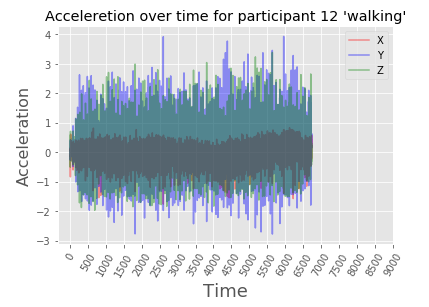 Acceleretion over time for participant 12 'walking'
4
3
2
1
0
−1
−2
−3
Acceleration
X
Y
Z
0 500 1000 1500 2000 2500 3000 3500 4000 4500 5000 5500 6000 6500 7000 7500 8000 8500 9000
Time